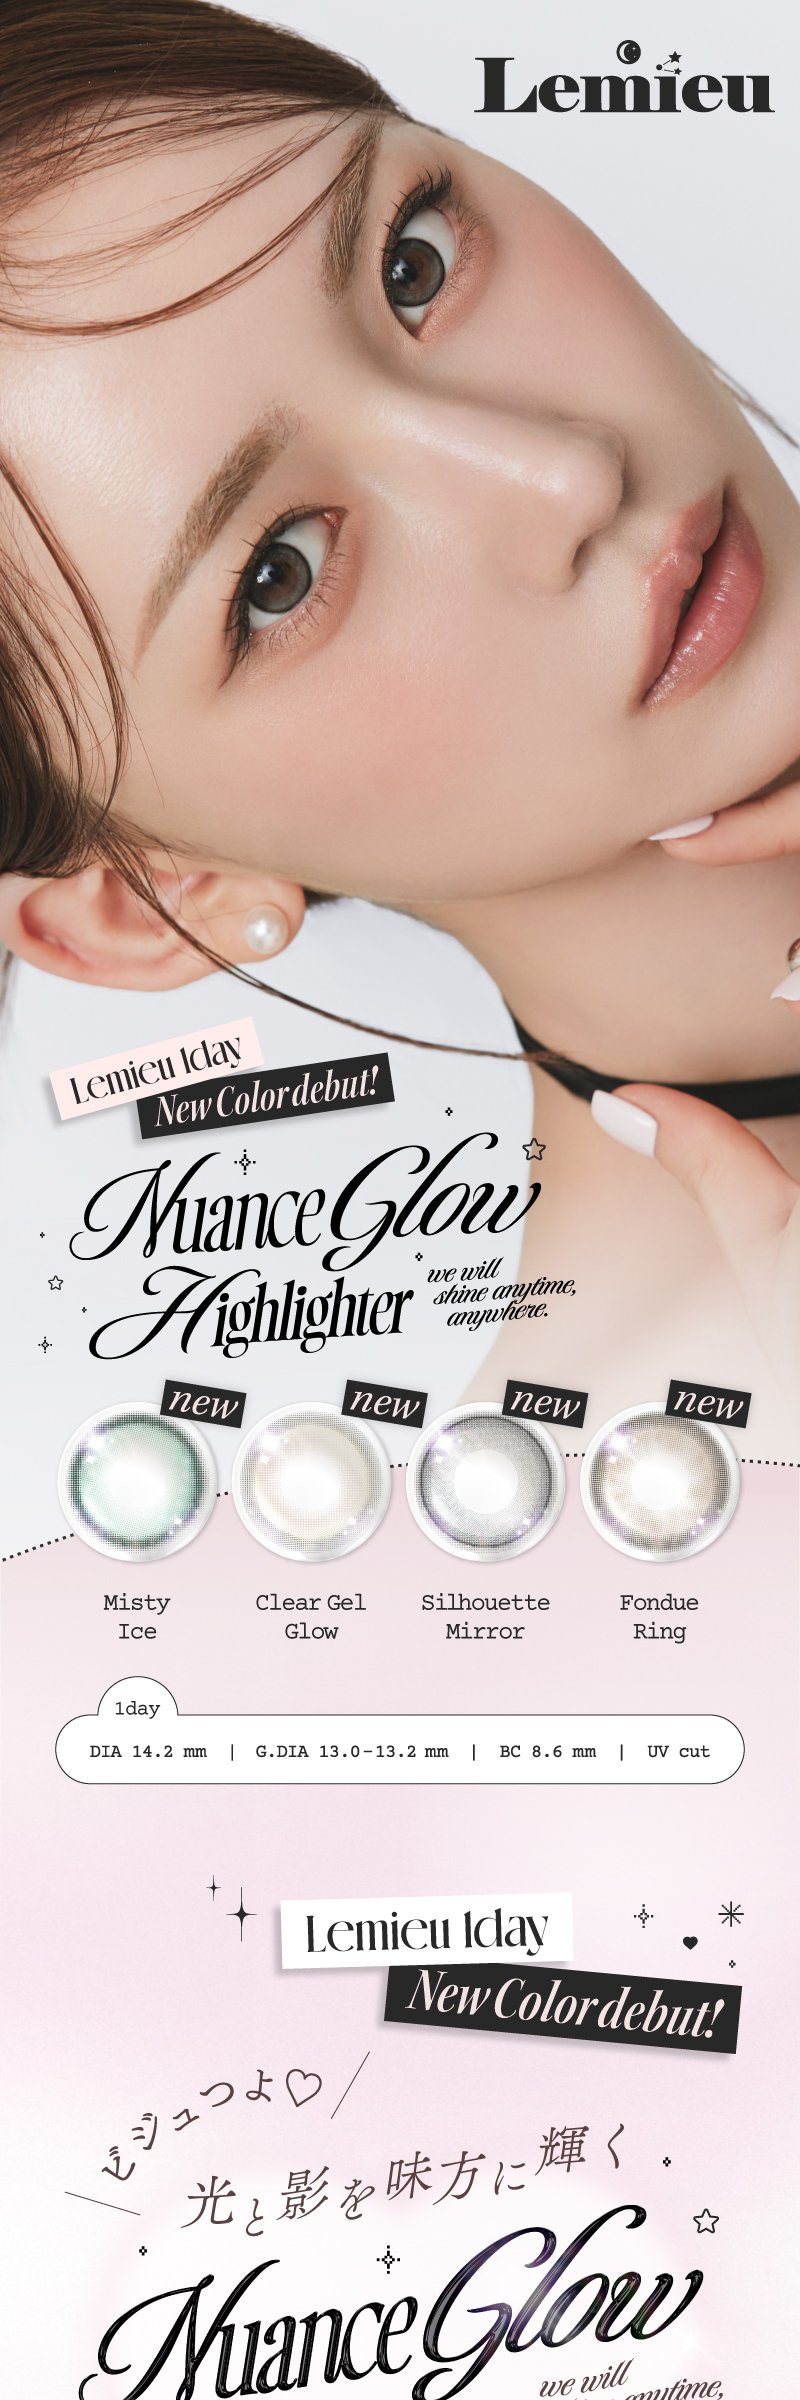 Lemieu
Lemieu 1day
New Color debut!
Nuance Glow
Highlighter
we will
shine anytime,
anywhere.
new
new
new
new
Misty
Ice
Clear Gel
Glow
Silhouette
Mirror
Fondue
Ring
1day
DIA 14.2 mm | G.DIA 13.0-13.2 mm | BC 8.6 mm | UV cut
Lemieu 1day
New Color debut!
ビジュつよ♡
光と影を味方に輝く
Nuance Glow
we will
anytime,